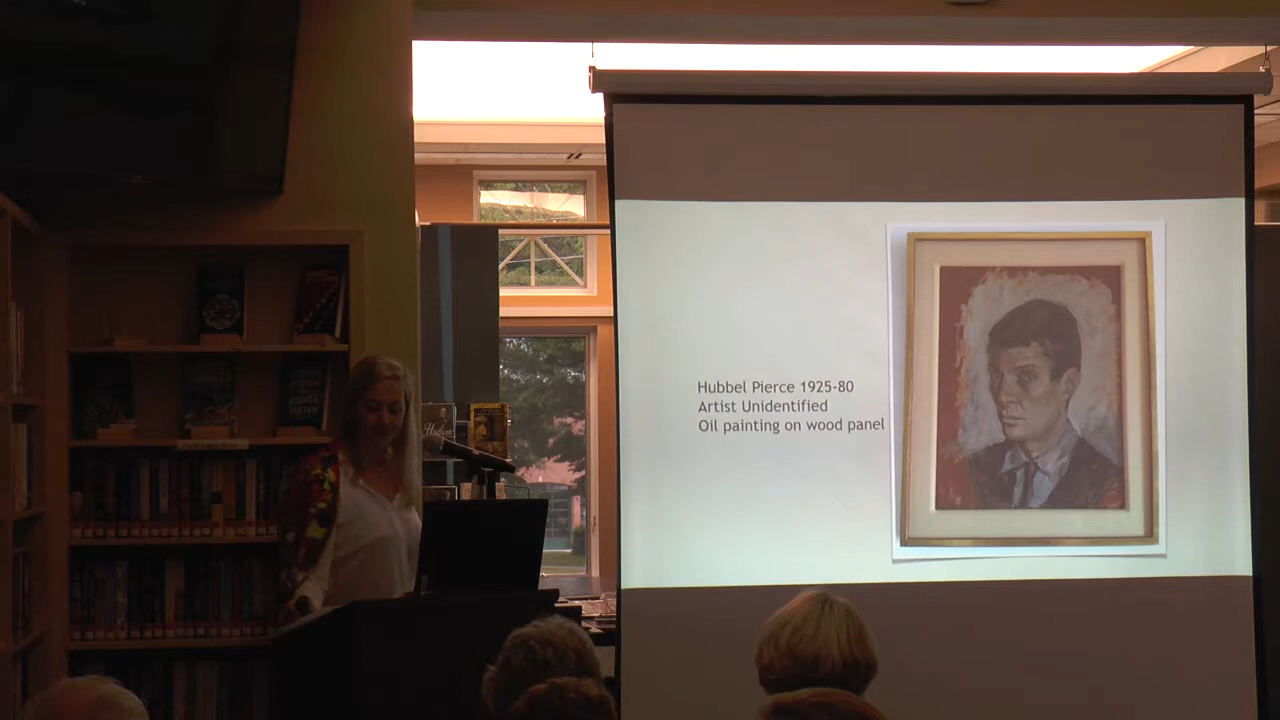 Hubbel Pierce 1925-80
Artist Unidentified
Oil painting on wood panel